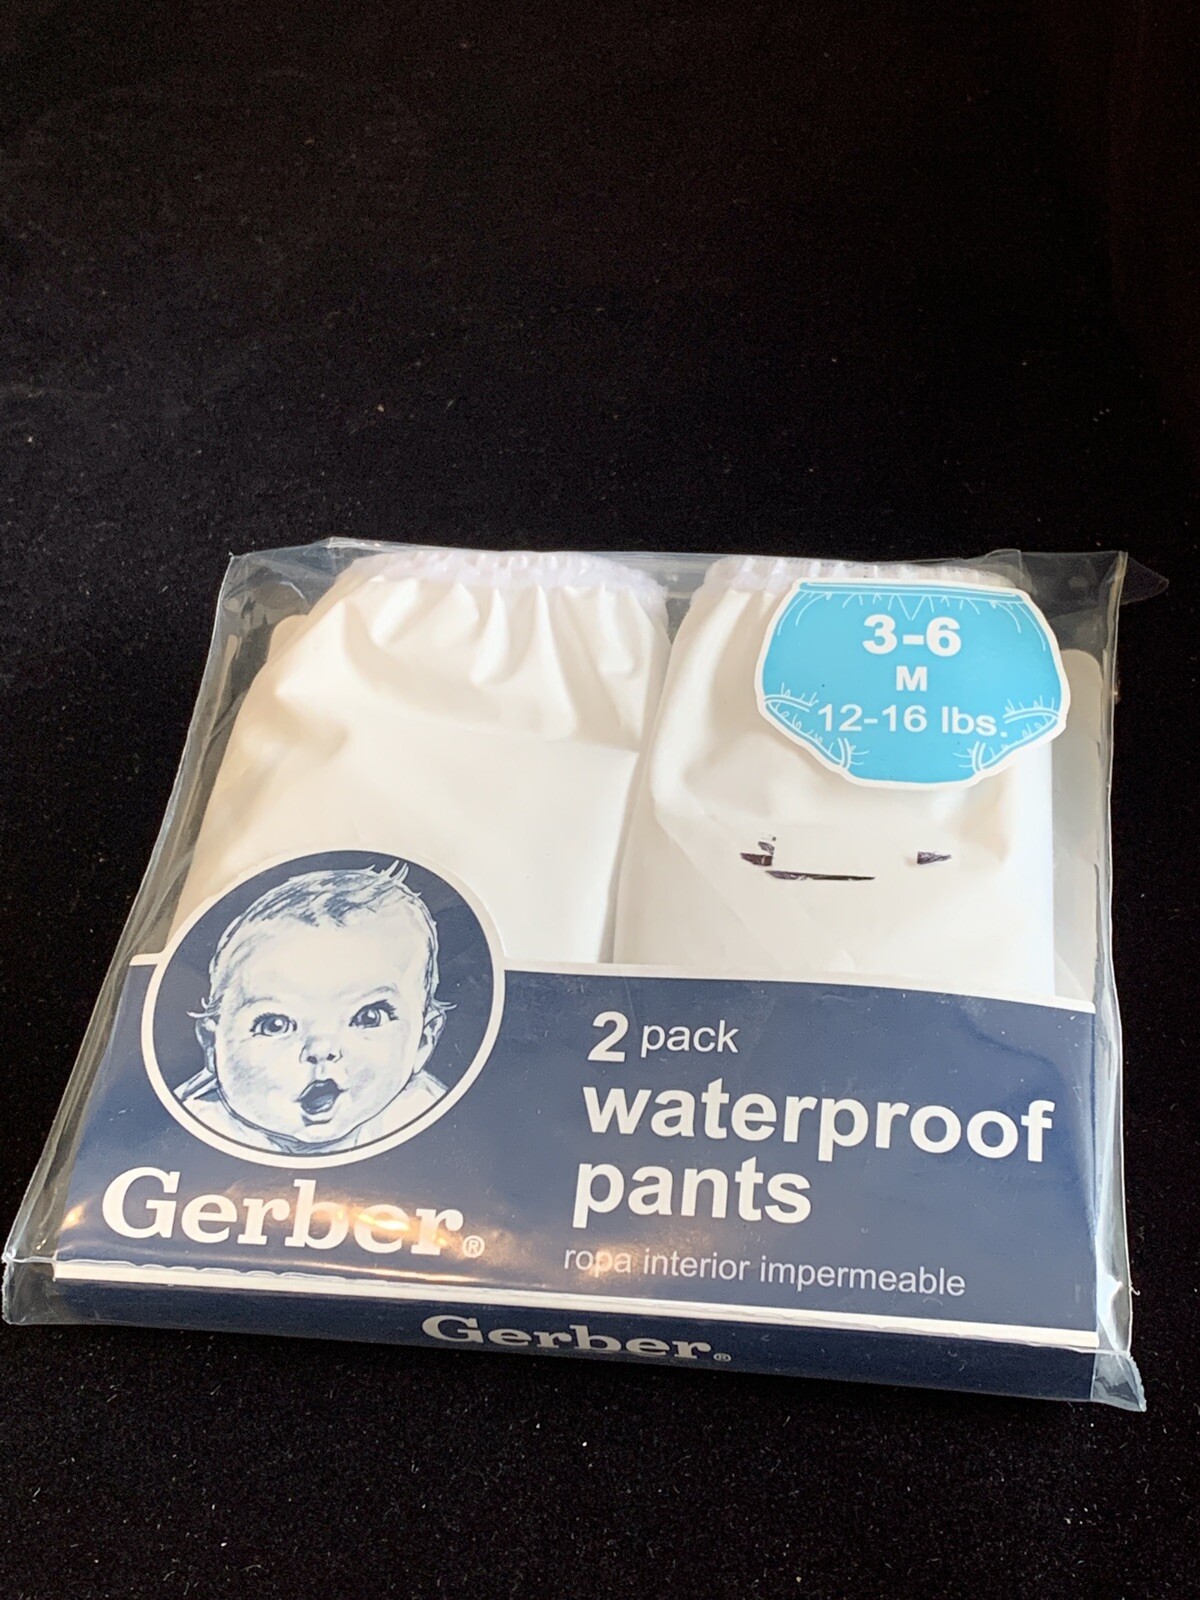 3-6
M
12-16 lbs.
2 pack
waterproof
pants
Gerber®
ropa interior impermeable
Gerber®